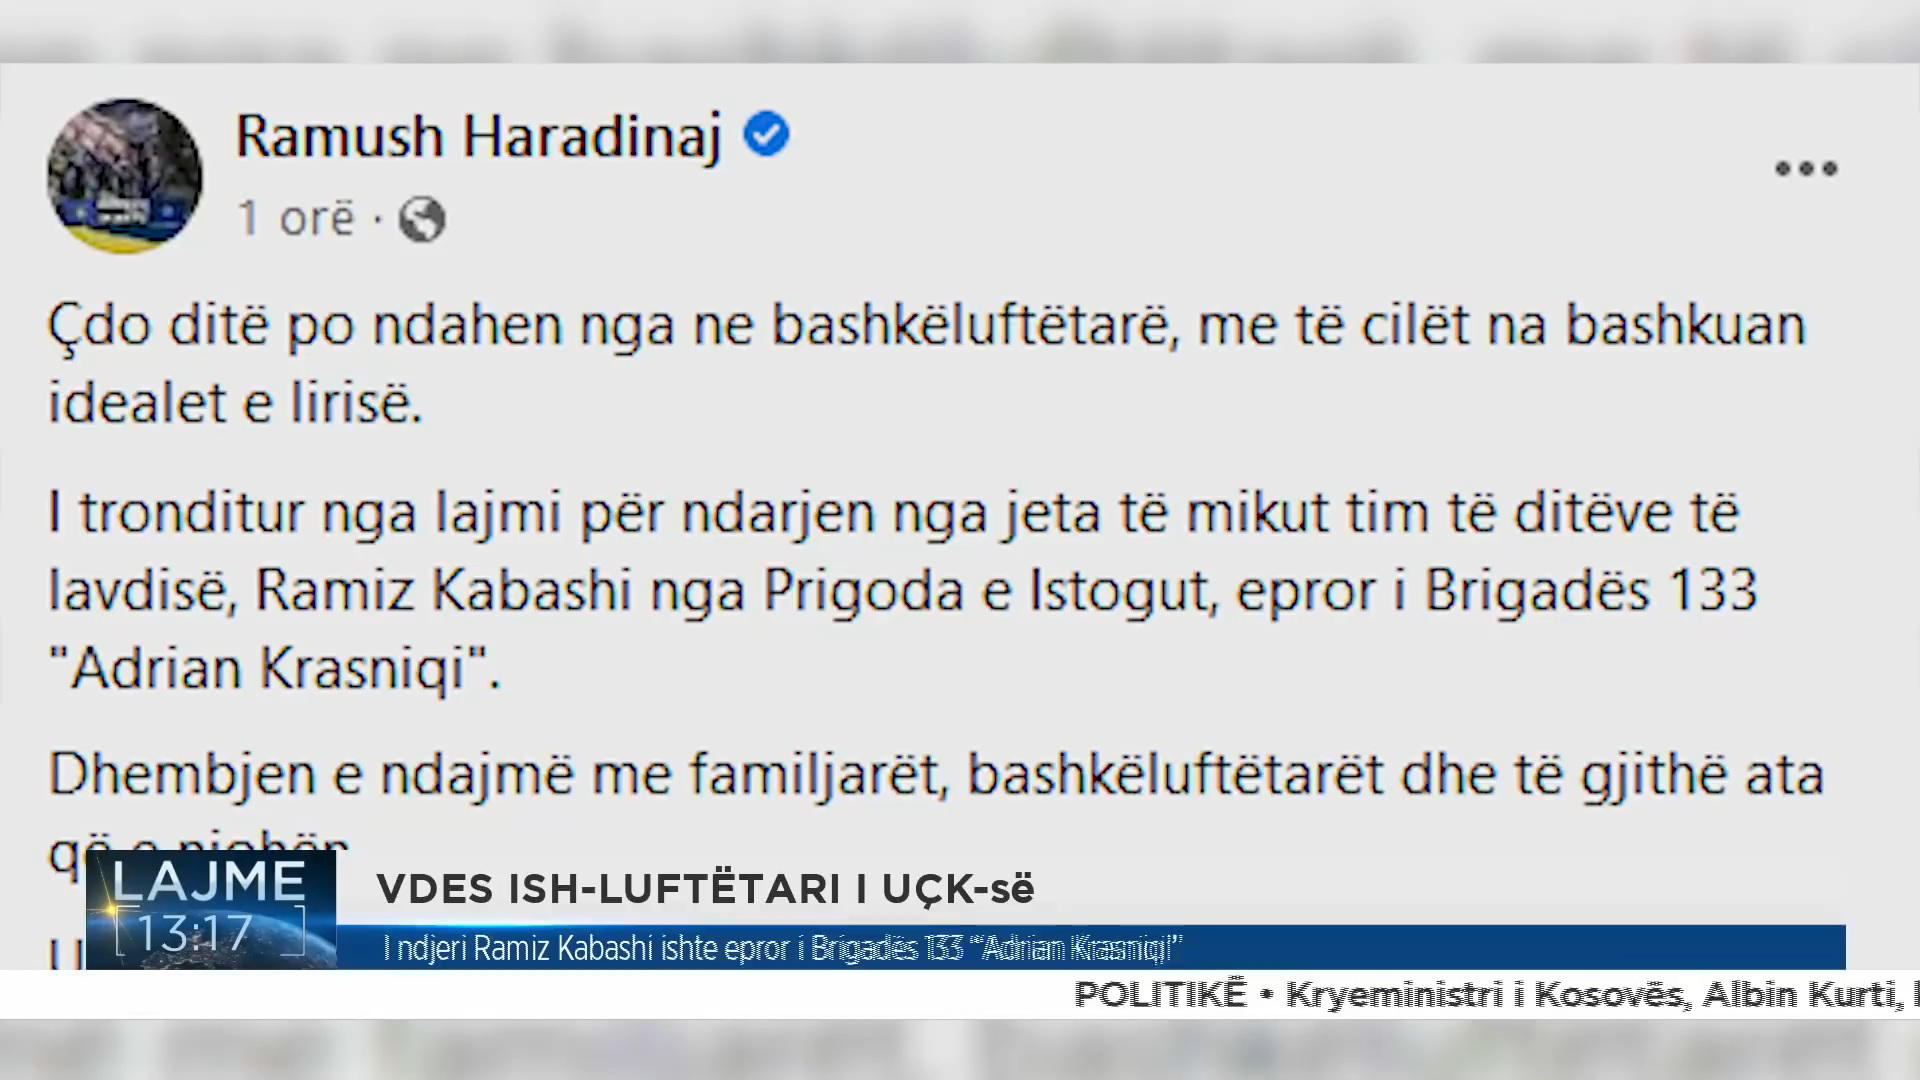 Ramush Haradinaj
1 orë ·
Çdo ditë po ndahen nga ne bashkëluftëtarë, me të cilët na bashkuan
idealet e lirisë.
I tronditur nga lajmi për ndarjen nga jeta të mikut tim të ditëve të
lavdisë, Ramiz Kabashi nga Prigoda e Istogut, epror i Brigadës 133
"Adrian Krasniqi".
Dhembjen e ndajmë me familjarët, bashkëluftëtarët dhe të gjithë ata
që e njohën
LAJME
13:17
VDES ISH-LUFTËTARI I UÇK-së
I ndjeri Ramiz Kabashi ishte epror i Brigadës 133 “Adrian Krasniqi”
POLITIKË • Kryeministri i Kosovës, Albin Kurti,